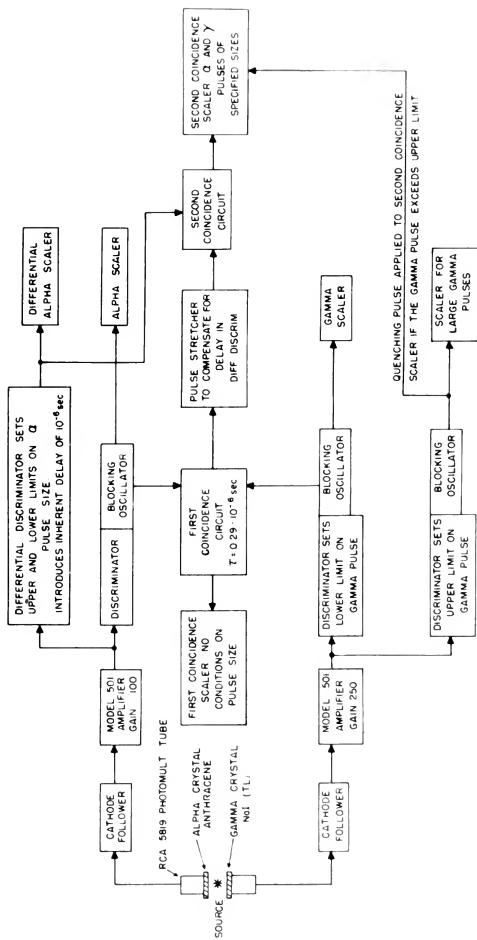 DIFFERENTIAL DISCRIMINATOR SETS
UPPER AND LOWER LIMITS ON α
PULSE SIZE
INTRODUCES INHERENT DELAY OF 10⁻⁶ sec
DIFFERENTIAL
ALPHA SCALER
CATHODE
FOLLOWER
MODEL 501
AMPLIFIER
GAIN 100
DISCRIMINATOR
BLOCKING
OSCILLATOR
ALPHA SCALER
RCA 5819 PHOTOMULT TUBE
ALPHA CRYSTAL
ANTHRACENE
SOURCE
GAMMA CRYSTAL
NaI (TL)
FIRST COINCIDENCE
SCALER NO
CONDITIONS ON
PULSE SIZE
FIRST
COINCIDENCE
CIRCUIT
T = 0.29 · 10⁻⁶ sec
PULSE STRETCHER
TO COMPENSATE FOR
DELAY IN
DIFF DISCRIM
SECOND
COINCIDENCE
CIRCUIT
SECOND COINCIDENCE
SCALER α AND γ
PULSES OF
SPECIFIED SIZES
CATHODE
FOLLOWER
MODEL 501
AMPLIFIER
GAIN 250
DISCRIMINATOR SETS
LOWER LIMIT ON
GAMMA PULSE
BLOCKING
OSCILLATOR
GAMMA
SCALER
QUENCHING PULSE APPLIED TO SECOND COINCIDENCE
SCALER IF THE GAMMA PULSE EXCEEDS UPPER LIMIT
DISCRIMINATOR SETS
UPPER LIMIT ON
GAMMA PULSE
BLOCKING
OSCILLATOR
SCALER FOR
LARGE GAMMA
PULSES